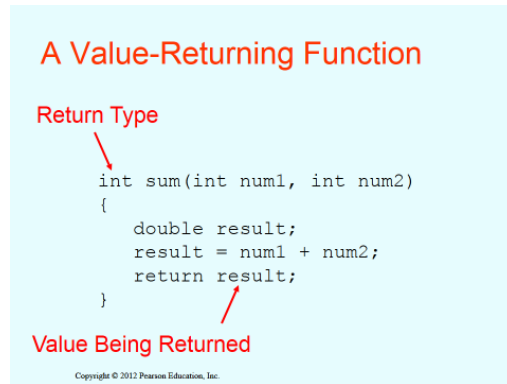 A Value-Returning Function
Return Type
int sum(int num1, int num2)
{
double result;
result = num1 + num2;
return result;
}
Value Being Returned
Copyright © 2012 Pearson Education, Inc.